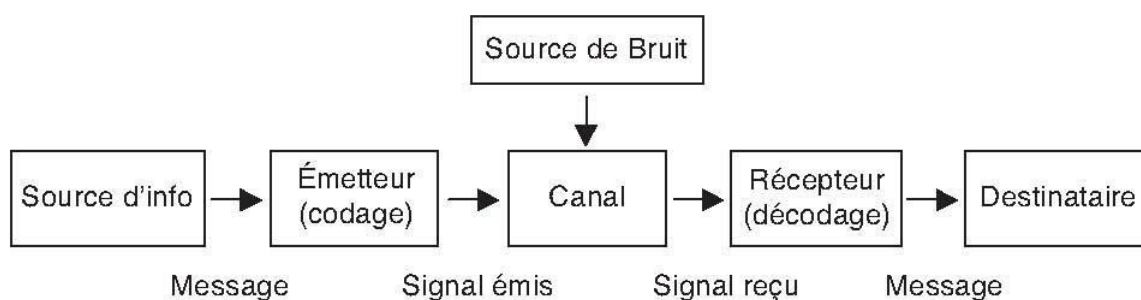 Source de Bruit
Source d'info
Émetteur
(codage)
Canal
Récepteur
(décodage)
Destinataire
Message
Signal émis
Signal reçu
Message